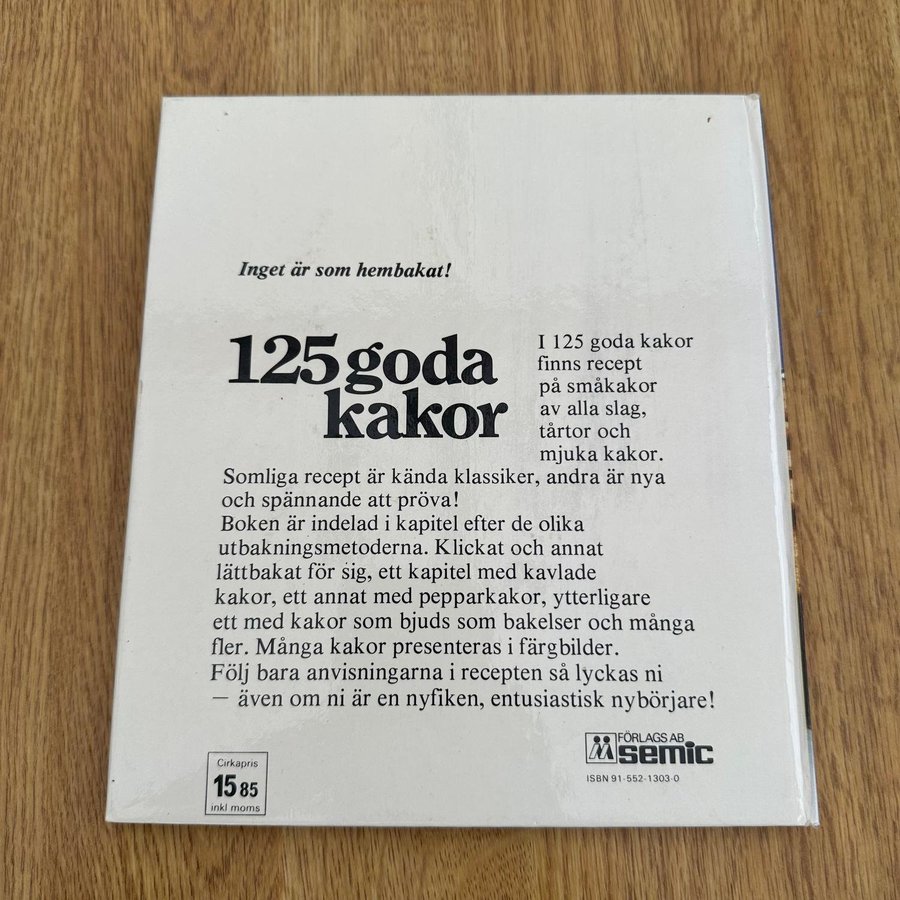 Inget är som hembakat!
125 goda
kakor
I 125 goda kakor
finns recept
på småkakor
av alla slag,
tårtor och
mjuka kakor.
Somliga recept är kända klassiker, andra är nya
och spännande att pröva!
Boken är indelad i kapitel efter de olika
utbakningsmetoderna. Klickat och annat
lättbakat för sig, ett kapitel med kavlade
kakor, ett annat med pepparkakor, ytterligare
ett med kakor som bjuds som bakelser och många
fler. Många kakor presenteras i färgbilder.
Följ bara anvisningarna i recepten så lyckas ni
— även om ni är en nyfiken, entusiastisk nybörjare!
FÖRLAGS AB
semic
ISBN 91-552-1303-0
Cirkapris
15 85
inkl moms